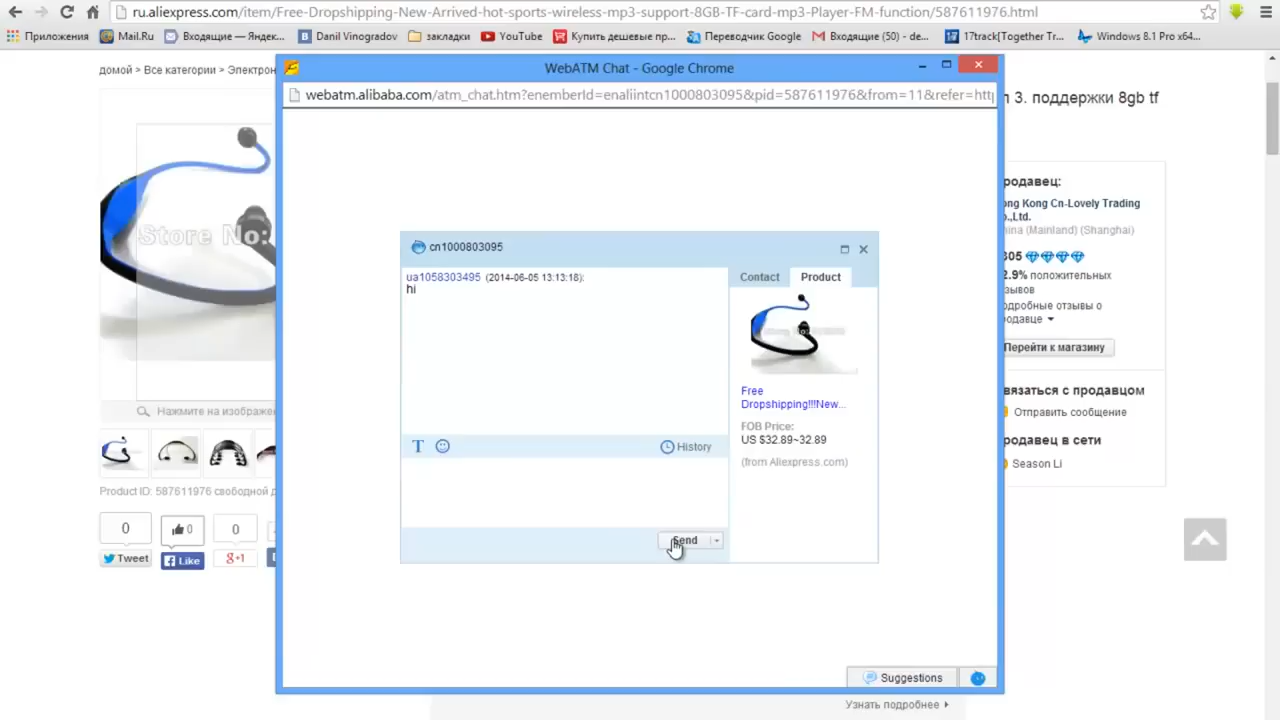 ru.aliexpress.com/item/Free-Dropshipping-New-Arrived-hot-sports-wireless-mp3-support-8GB-TF-card-mp3-Player-FM-function/587611976.html
Приложения Mail.Ru Входящие — Яндек... Danil Vinogradov закладки YouTube Купить дешевые пр... Переводчик Google Входящие (50) - de... 17track[Together Tr... Windows 8.1 Pro x64...
WebATM Chat - Google Chrome
webatm.alibaba.com/atm_chat.htm?enemberId=enaliintcn1000803095&pid=587611976&from=11&refer=htt
домой > Все категории > Электрон
3. поддержки 8gb tf
Store No:
родавец:
ong Kong Cn-Lovely Trading
o.,Ltd.
hina (Mainland) (Shanghai)
305
2.9% положительных
тзывов
одробные отзывы о
родавце
Перейти к магазину
вязаться с продавцом
Отправить сообщение
родавец в сети
Season Li
cn1000803095
ua1058303495 (2014-06-05 13:13:18):
hi
Contact Product
Free
Dropshipping!!!New...
FOB Price:
US $32.89~32.89
(from Aliexpress.com)
T History
Send
Нажмите на изображе
Product ID: 587611976 свободной д
0 0 0
Tweet Like +1
Suggestions
Узнать подробнее